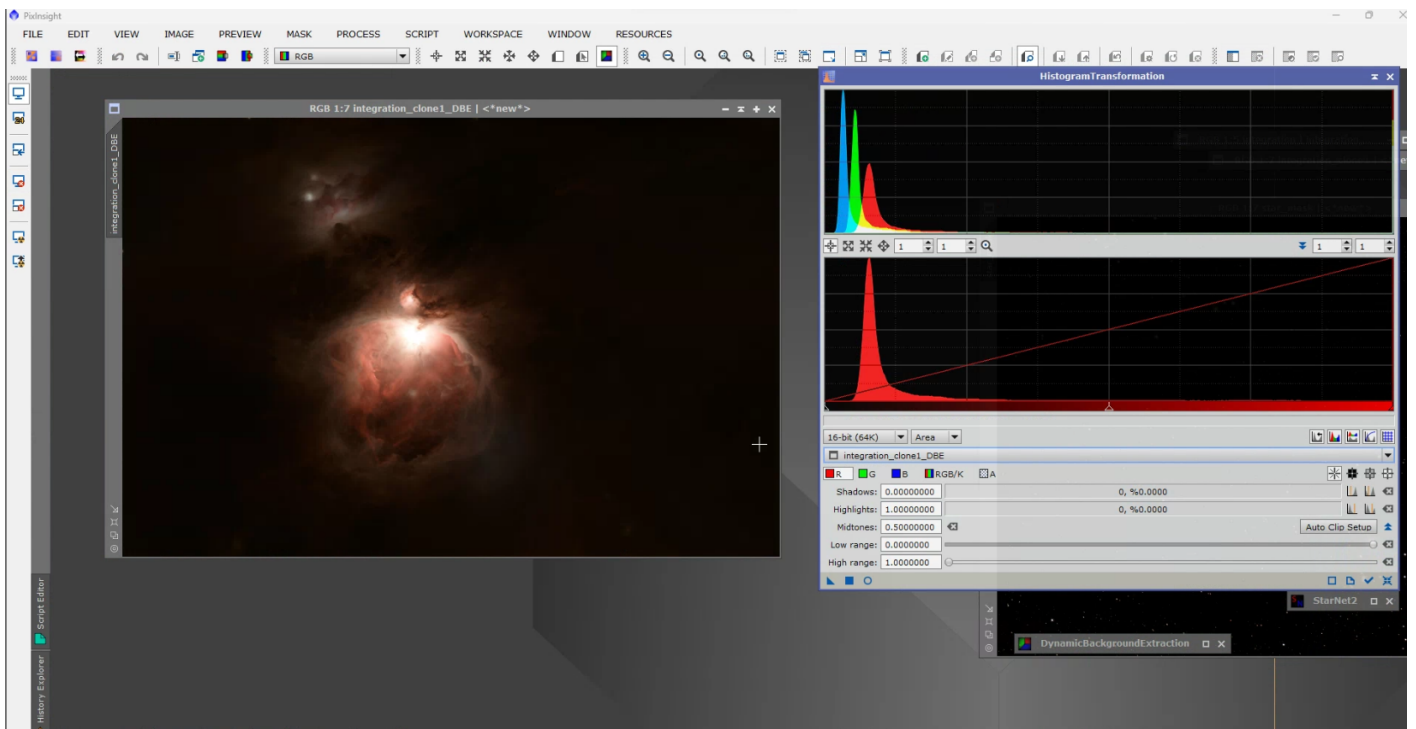 PixInsight
FILE EDIT VIEW IMAGE PREVIEW MASK PROCESS SCRIPT WORKSPACE WINDOW RESOURCES
RGB
HistogramTransformation
RGB 1:7 integration_clone1_DBE | <*new*>
integration_clone1_DBE
1 1 1 1
16-bit (64K) Area
integration_clone1_DBE
R G B RGB/K A
Shadows: 0.00000000 0, %0.0000
Highlights: 1.00000000 0, %0.0000
Midtones: 0.50000000 Auto Clip Setup
Low range: 0.0000000
High range: 1.0000000
StarNet2
DynamicBackgroundExtraction
Script Editor
History Explorer